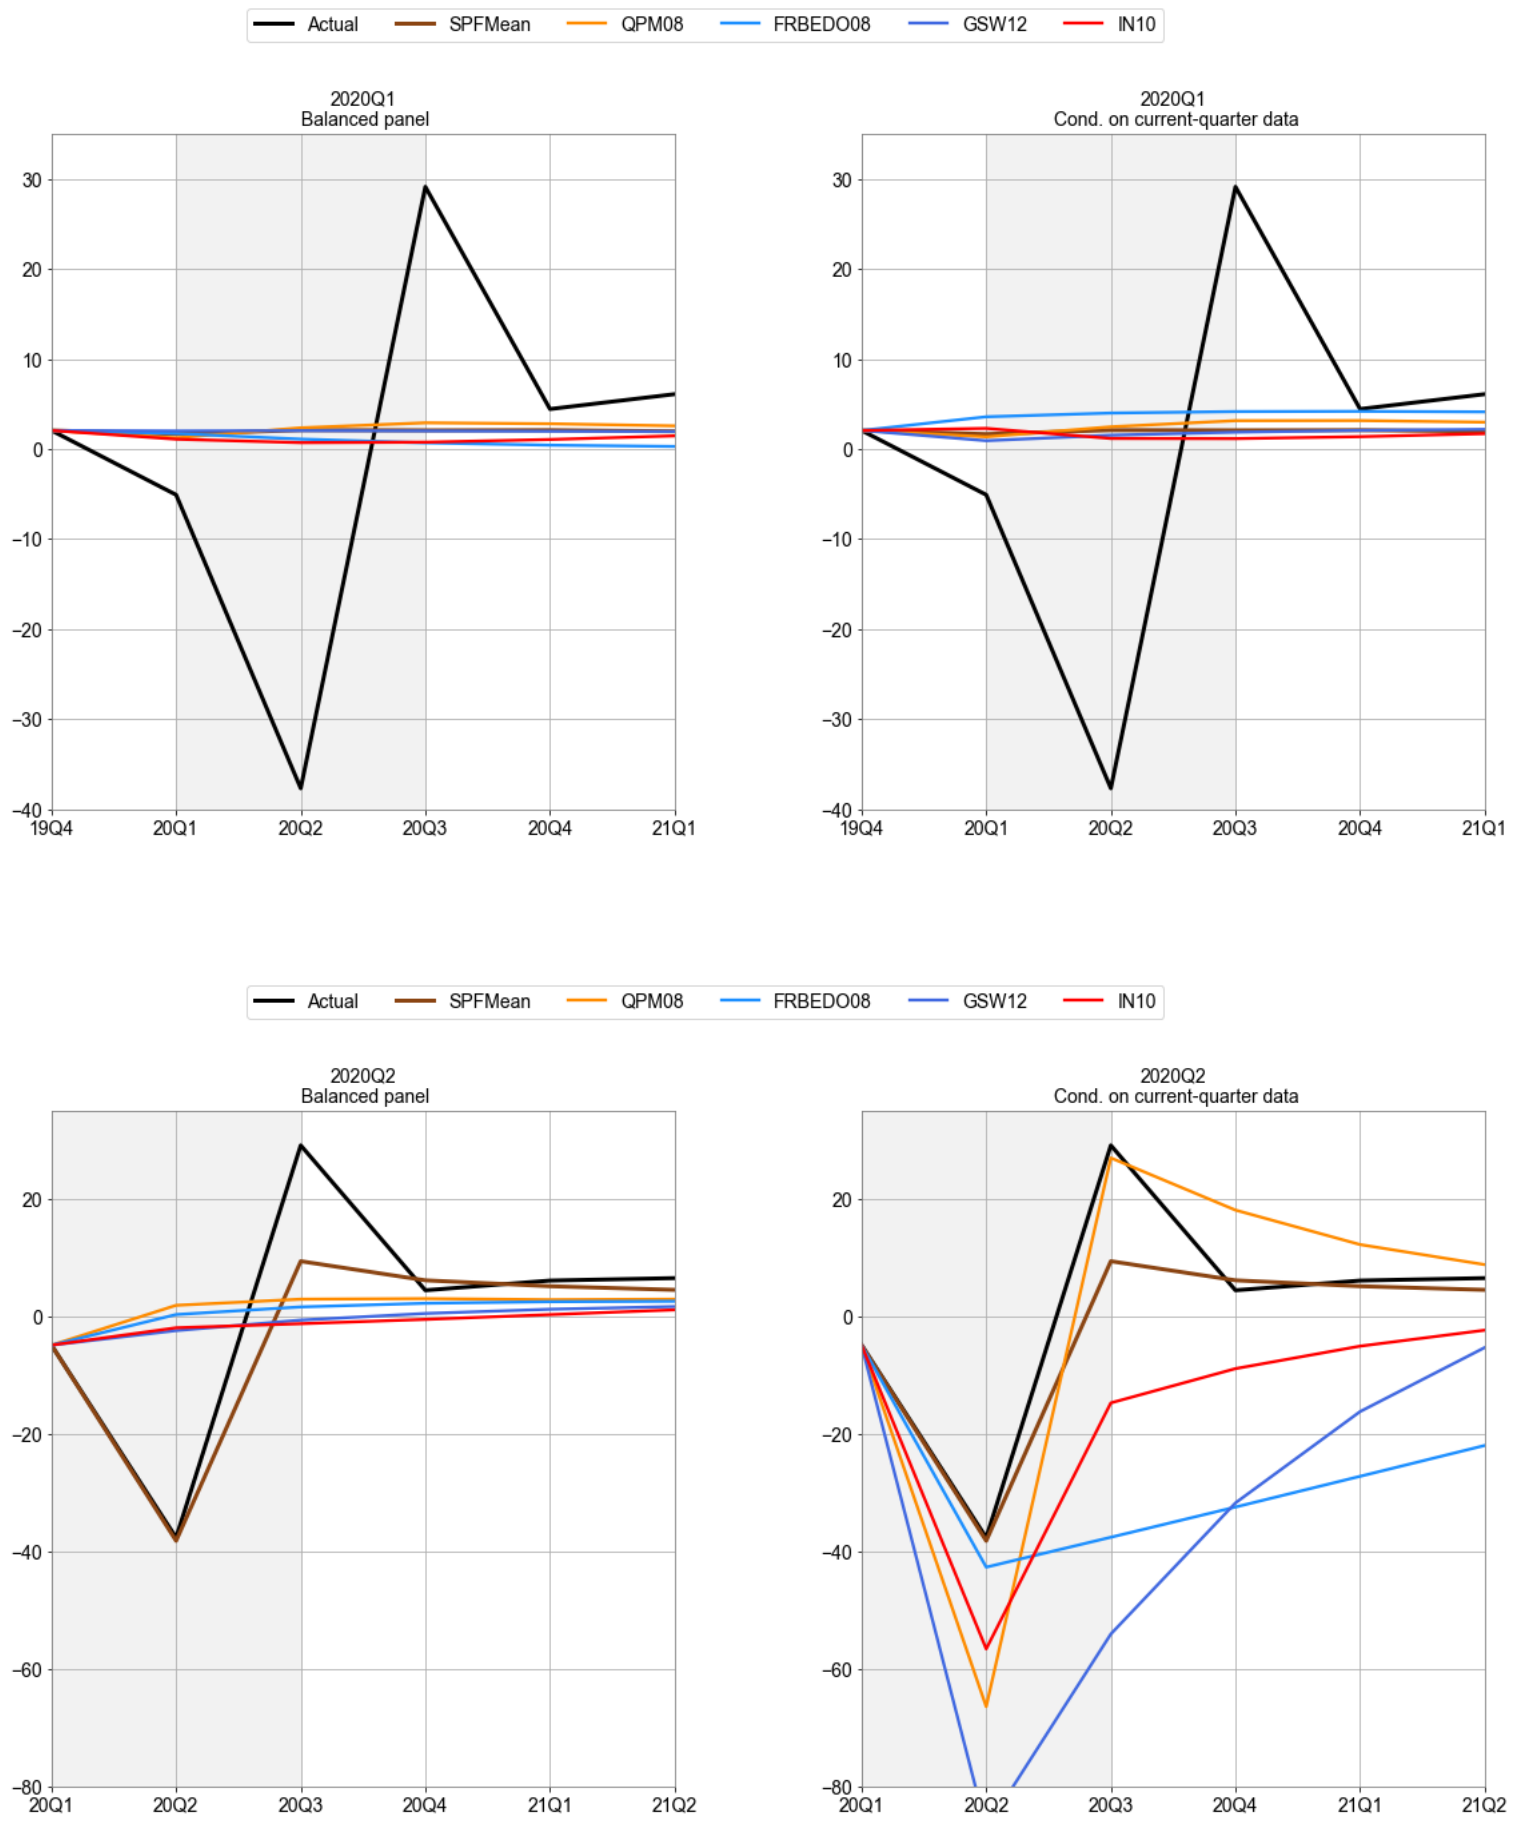 Actual SPFMean QPM08 FRBEDO08 GSW12 IN10
2020Q1
Balanced panel
30
20
10
0
−10
−20
−30
−40
19Q4 20Q1 20Q2 20Q3 20Q4 21Q1
2020Q1
Cond. on current-quarter data
30
20
10
0
−10
−20
−30
−40
19Q4 20Q1 20Q2 20Q3 20Q4 21Q1
Actual SPFMean QPM08 FRBEDO08 GSW12 IN10
2020Q2
Balanced panel
20
0
−20
−40
−60
−80
20Q1 20Q2 20Q3 20Q4 21Q1 21Q2
2020Q2
Cond. on current-quarter data
20
0
−20
−40
−60
−80
20Q1 20Q2 20Q3 20Q4 21Q1 21Q2